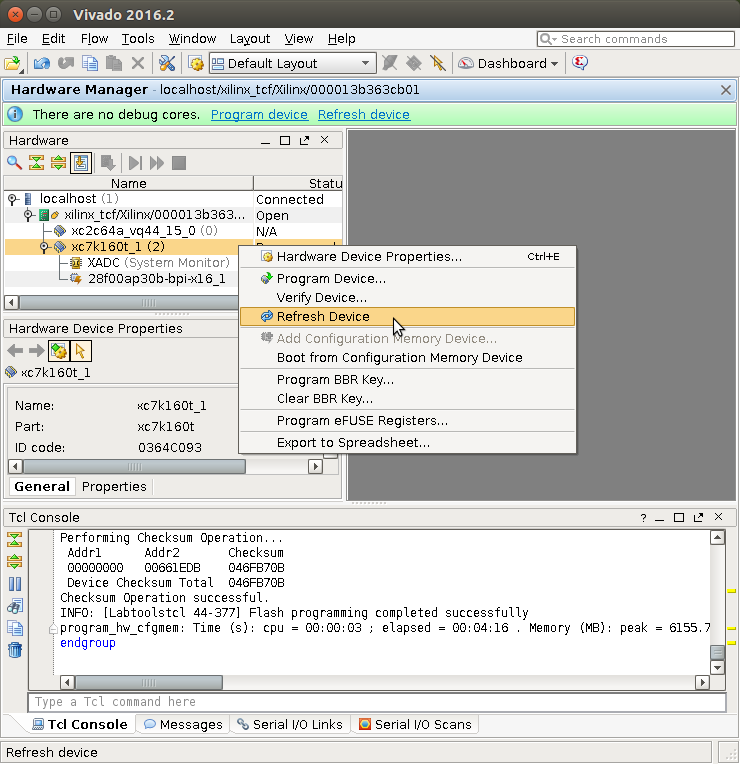 Vivado 2016.2
File Edit Flow Tools Window Layout View Help
Search commands
Default Layout
Dashboard
Hardware Manager - localhost/xilinx_tcf/Xilinx/000013b363cb01
There are no debug cores. Program device Refresh device
Hardware
Name Statu
localhost (1) Connected
xilinx_tcf/Xilinx/000013b363... Open
xc2c64a_vq44_15_0 (0) N/A
xc7k160t_1 (2)
XADC (System Monitor)
28f00ap30b-bpi-x16_1
Hardware Device Properties... Ctrl+E
Program Device...
Verify Device...
Refresh Device
Add Configuration Memory Device...
Boot from Configuration Memory Device
Program BBR Key...
Clear BBR Key...
Program eFUSE Registers...
Export to Spreadsheet...
Hardware Device Properties
xc7k160t_1
Name: xc7k160t_1
Part: xc7k160t
ID code: 0364C093
General Properties
Tcl Console
Performing Checksum Operation...
Addr1 Addr2 Checksum
00000000 00661EDB 046FB70B
Device Checksum Total 046FB70B
Checksum Operation successful.
INFO: [Labtoolstcl 44-377] Flash programming completed successfully
program_hw_cfgmem: Time (s): cpu = 00:00:03 ; elapsed = 00:04:16 . Memory (MB): peak = 6155.7
endgroup
Type a Tcl command here
Tcl Console Messages Serial I/O Links Serial I/O Scans
Refresh device